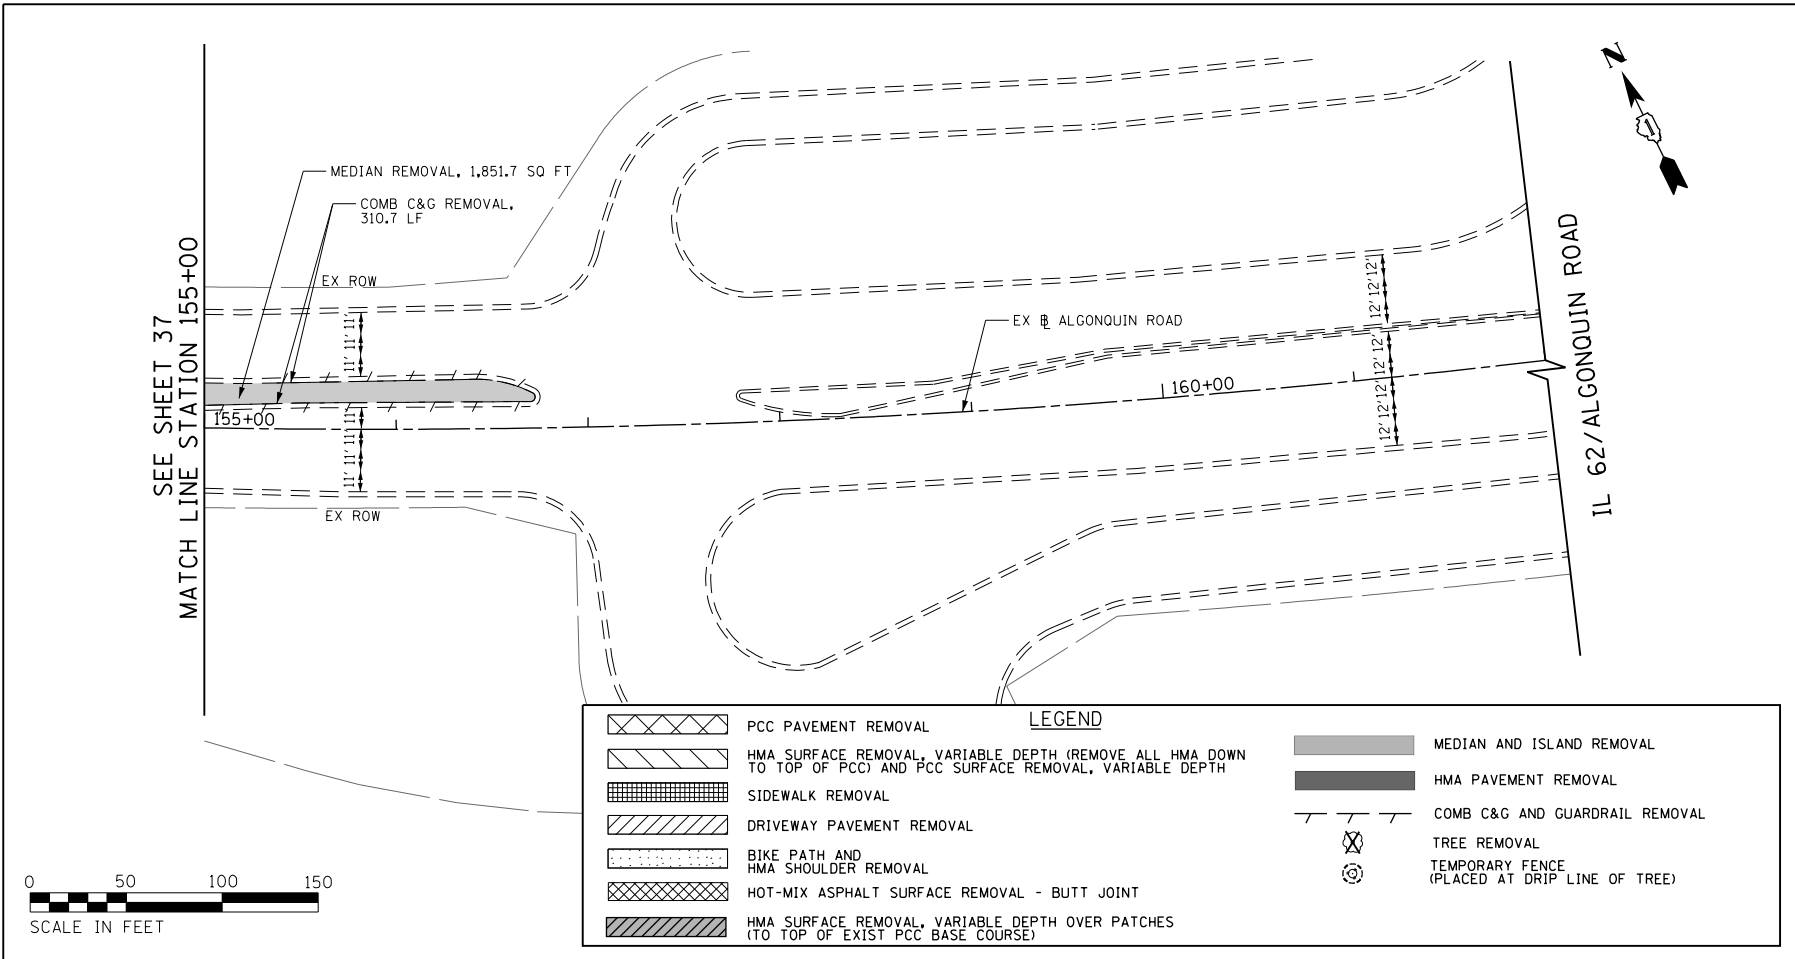 N
MEDIAN REMOVAL, 1,851.7 SQ FT
COMB C&G REMOVAL,
310.7 LF
SEE SHEET 37
MATCH LINE STATION 155+00
EX ROW
11' 11' 11'
155+00
11' 11' 11' 11'
EX ROW
EX ℄ ALGONQUIN ROAD
160+00
12' 12' 12'
12' 12' 12' 12' 12'
IL 62/ALGONQUIN ROAD
LEGEND
PCC PAVEMENT REMOVAL
HMA SURFACE REMOVAL, VARIABLE DEPTH (REMOVE ALL HMA DOWN
TO TOP OF PCC) AND PCC SURFACE REMOVAL, VARIABLE DEPTH
SIDEWALK REMOVAL
DRIVEWAY PAVEMENT REMOVAL
BIKE PATH AND
HMA SHOULDER REMOVAL
HOT-MIX ASPHALT SURFACE REMOVAL - BUTT JOINT
HMA SURFACE REMOVAL, VARIABLE DEPTH OVER PATCHES
(TO TOP OF EXIST PCC BASE COURSE)
MEDIAN AND ISLAND REMOVAL
HMA PAVEMENT REMOVAL
COMB C&G AND GUARDRAIL REMOVAL
TREE REMOVAL
TEMPORARY FENCE
(PLACED AT DRIP LINE OF TREE)
0 50 100 150
SCALE IN FEET